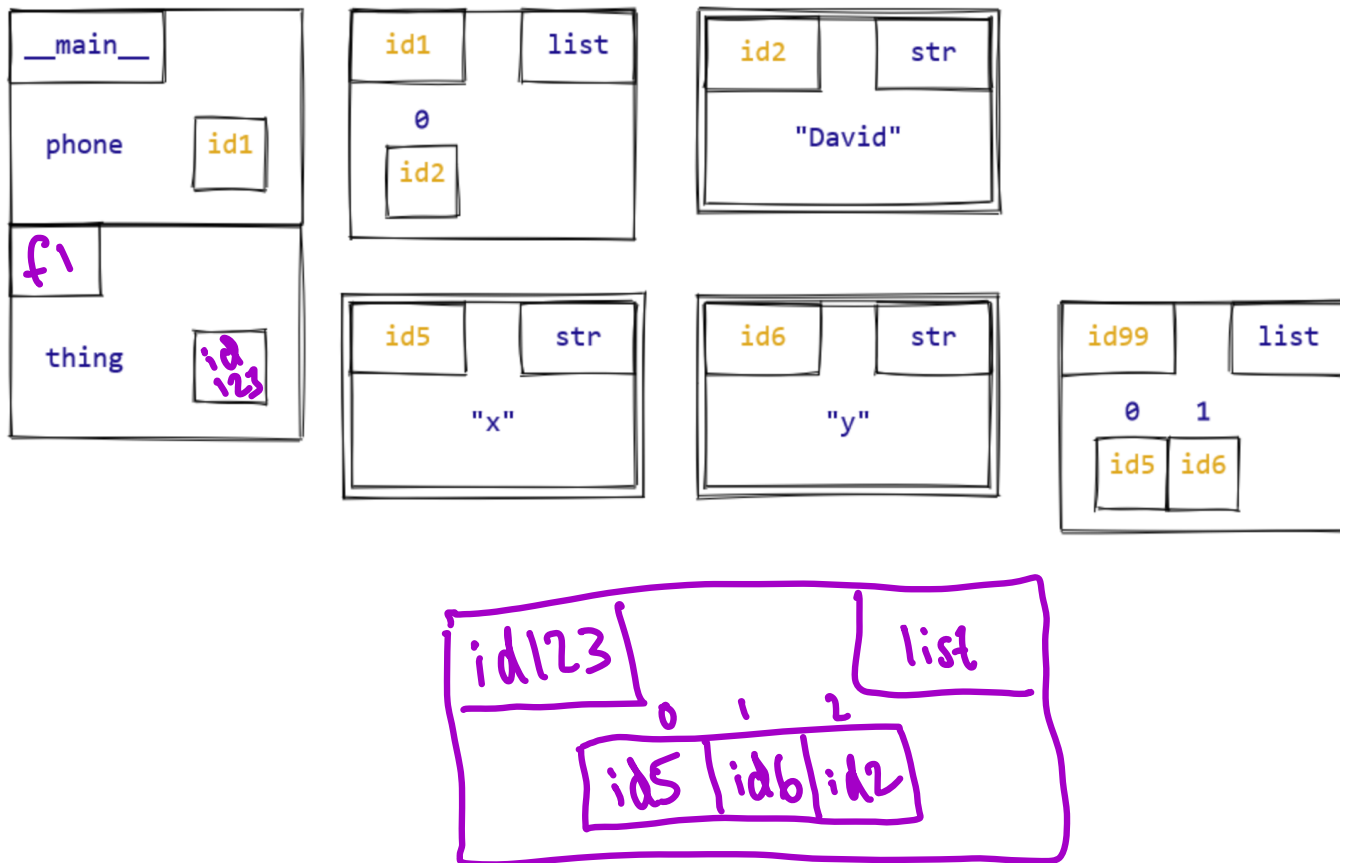 __main__
phone id1
id1 list
0
id2
id2 str
"David"
f1
thing id
123
id5 str
"x"
id6 str
"y"
id99 list
0 1
id5 id6
id123 list
0 1 2
id5 id6 id2